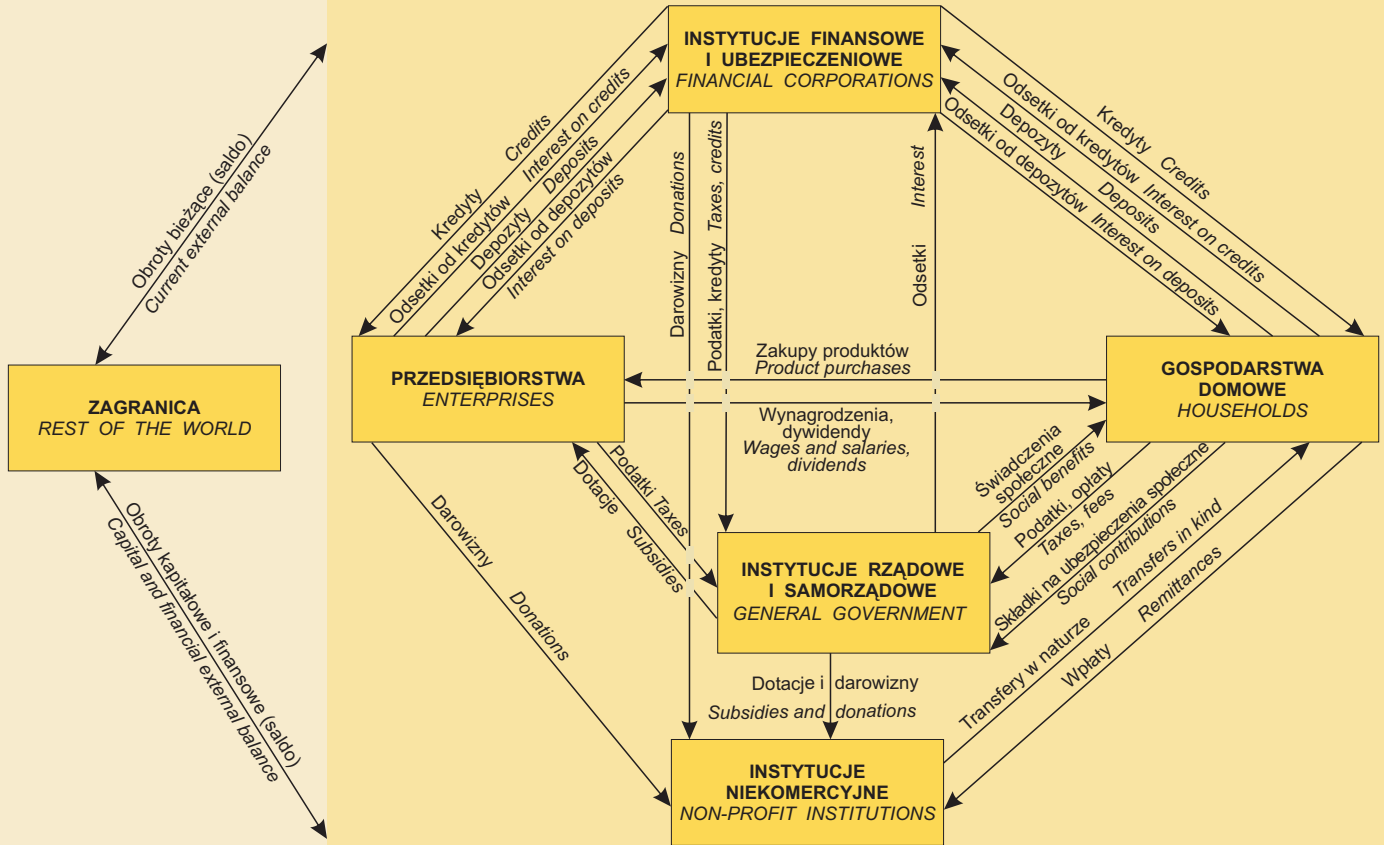 INSTYTUCJE FINANSOWE
I UBEZPIECZENIOWE
FINANCIAL CORPORATIONS
Kredyty Credits
Odsetki od kredytów Interest on credits
Depozyty Deposits
Odsetki od depozytów
Interest on deposits
Darowizny Donations
Podatki, kredyty Taxes, credits
Odsetki Interest
Kredyty Credits
Odsetki od kredytów Interest on credits
Depozyty Deposits
Odsetki od depozytów Interest on deposits
Obroty bieżące (saldo)
Current external balance
ZAGRANICA
REST OF THE WORLD
Obroty kapitałowe i finansowe (saldo)
Capital and financial external balance
PRZEDSIĘBIORSTWA
ENTERPRISES
Zakupy produktów
Product purchases
Wynagrodzenia,
dywidendy
Wages and salaries,
dividends
GOSPODARSTWA
DOMOWE
HOUSEHOLDS
Darowizny Donations
Podatki Taxes
Dotacje Subsidies
Świadczenia
społeczne
Social benefits
Podatki, opłaty
Taxes, fees
Składki na ubezpieczenia społeczne
Social contributions
Transfery w naturze Transfers in kind
Wpłaty Remittances
INSTYTUCJE RZĄDOWE
I SAMORZĄDOWE
GENERAL GOVERNMENT
Dotacje i darowizny
Subsidies and donations
INSTYTUCJE
NIEKOMERCYJNE
NON-PROFIT INSTITUTIONS